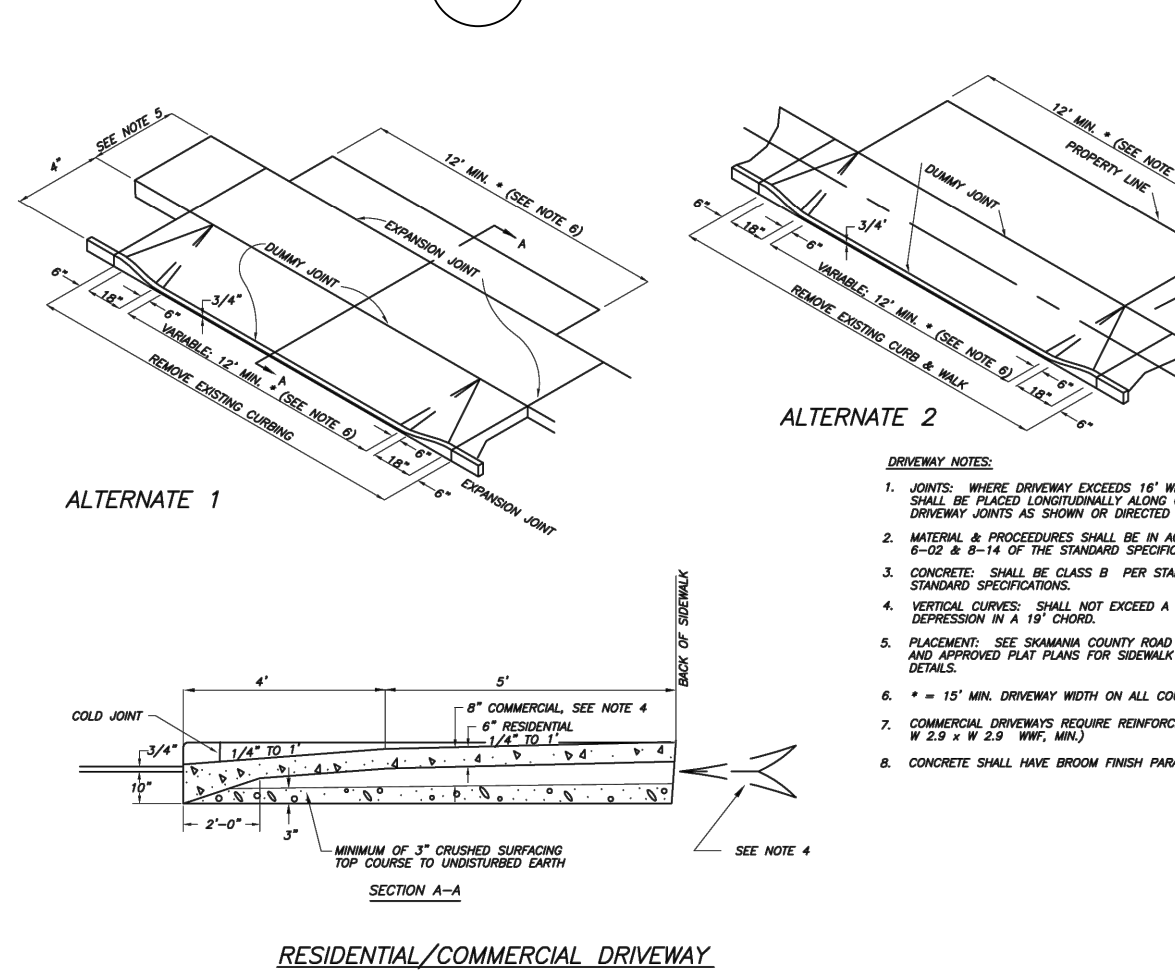 SEE NOTE 5
4"
12' MIN. * (SEE NOTE 6)
EXPANSION JOINT
A
DUMMY JOINT
6"
18"
6"
3/4"
VARIABLE; 12' MIN. * (SEE NOTE 6)
A
REMOVE EXISTING CURBING
6"
18"
6"
EXPANSION JOINT
ALTERNATE 1
12' MIN. * (SEE NOTE
PROPERTY LINE
DUMMY JOINT
6"
18"
6"
3/4'
VARIABLE; 12' MIN. * (SEE NOTE 6)
REMOVE EXISTING CURB & WALK
6"
18"
6"
ALTERNATE 2
DRIVEWAY NOTES:
1. JOINTS: WHERE DRIVEWAY EXCEEDS 16'
SHALL BE PLACED LONGITUDINALLY ALONG
DRIVEWAY JOINTS AS SHOWN OR DIRECTED
2. MATERIAL & PROCEEDURES SHALL BE IN
6-02 & 8-14 OF THE STANDARD
3. CONCRETE: SHALL BE CLASS B PER
STANDARD SPECIFICATIONS.
4. VERTICAL CURVES: SHALL NOT EXCEED A
DEPRESSION IN A 19' CHORD.
5. PLACEMENT: SEE SKAMANIA COUNTY ROAD
AND APPROVED PLAT PLANS FOR SIDEWALK
DETAILS.
6. * = 15' MIN. DRIVEWAY WIDTH ON ALL
7. COMMERCIAL DRIVEWAYS REQUIRE
W 2.9 x W 2.9 WWF, MIN.)
8. CONCRETE SHALL HAVE BROOM FINISH
BACK OF SIDEWALK
4'
5'
COLD JOINT
8" COMMERCIAL, SEE NOTE 4
6" RESIDENTIAL
1/4" TO 1'
3/4"
1/4" TO 1'
10"
2'-0"
3"
MINIMUM OF 3" CRUSHED SURFACING
TOP COURSE TO UNDISTURBED EARTH
SEE NOTE 4
SECTION A-A
RESIDENTIAL/COMMERCIAL DRIVEWAY